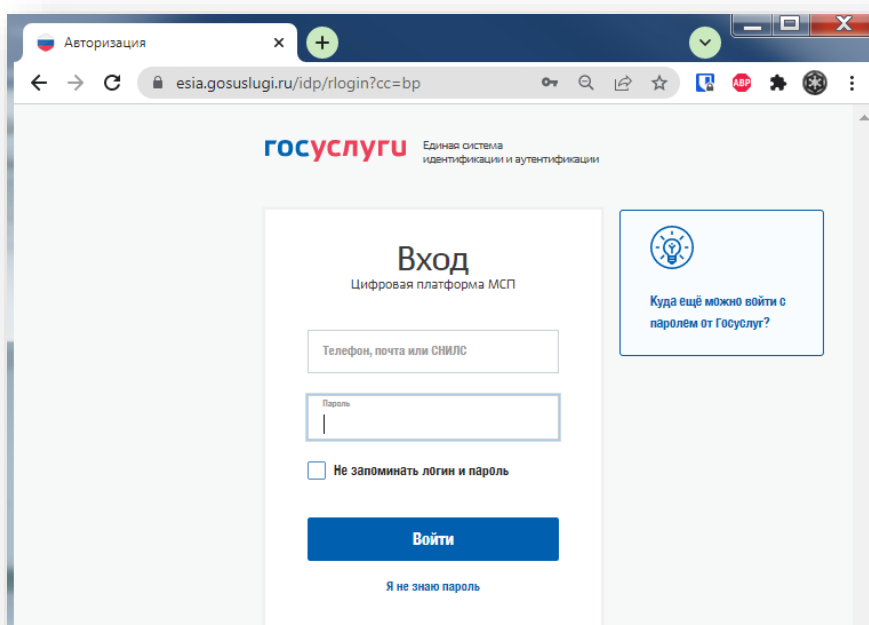 Авторизация
esia.gosuslugi.ru/idp/rlogin?cc=bp
ABP
госуслуги
Единая система
идентификации и аутентификации
Вход
Цифровая платформа МСП
Телефон, почта или СНИЛС
Пароль
Не запоминать логин и пароль
Войти
Я не знаю пароль
Куда ещё можно войти с
паролем от Госуслуг?